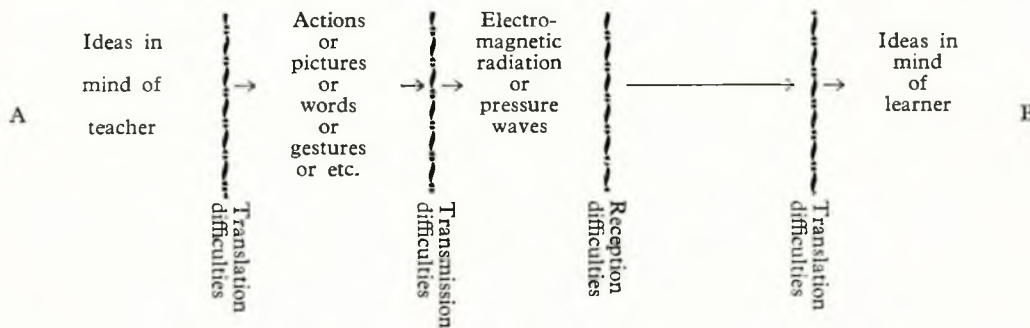 A
Ideas in
mind of
teacher
Translation
difficulties
Actions
or
pictures
or
words
or
gestures
or etc.
Transmission
difficulties
Electro-
magnetic
radiation
or
pressure
waves
Reception
difficulties
Translation
difficulties
Ideas in
mind
of
learner